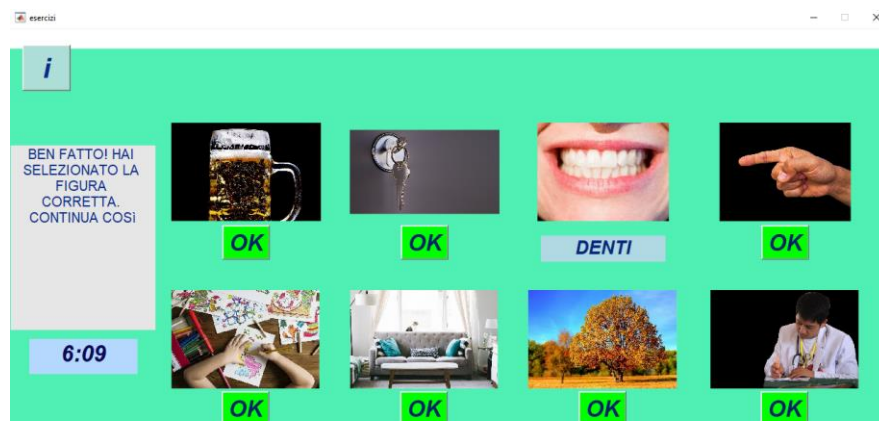 esercizi
i
BEN FATTO! HAI
SELEZIONATO LA
FIGURA
CORRETTA.
CONTINUA COSì
6:09
OK
OK
DENTI
OK
OK
OK
OK
OK